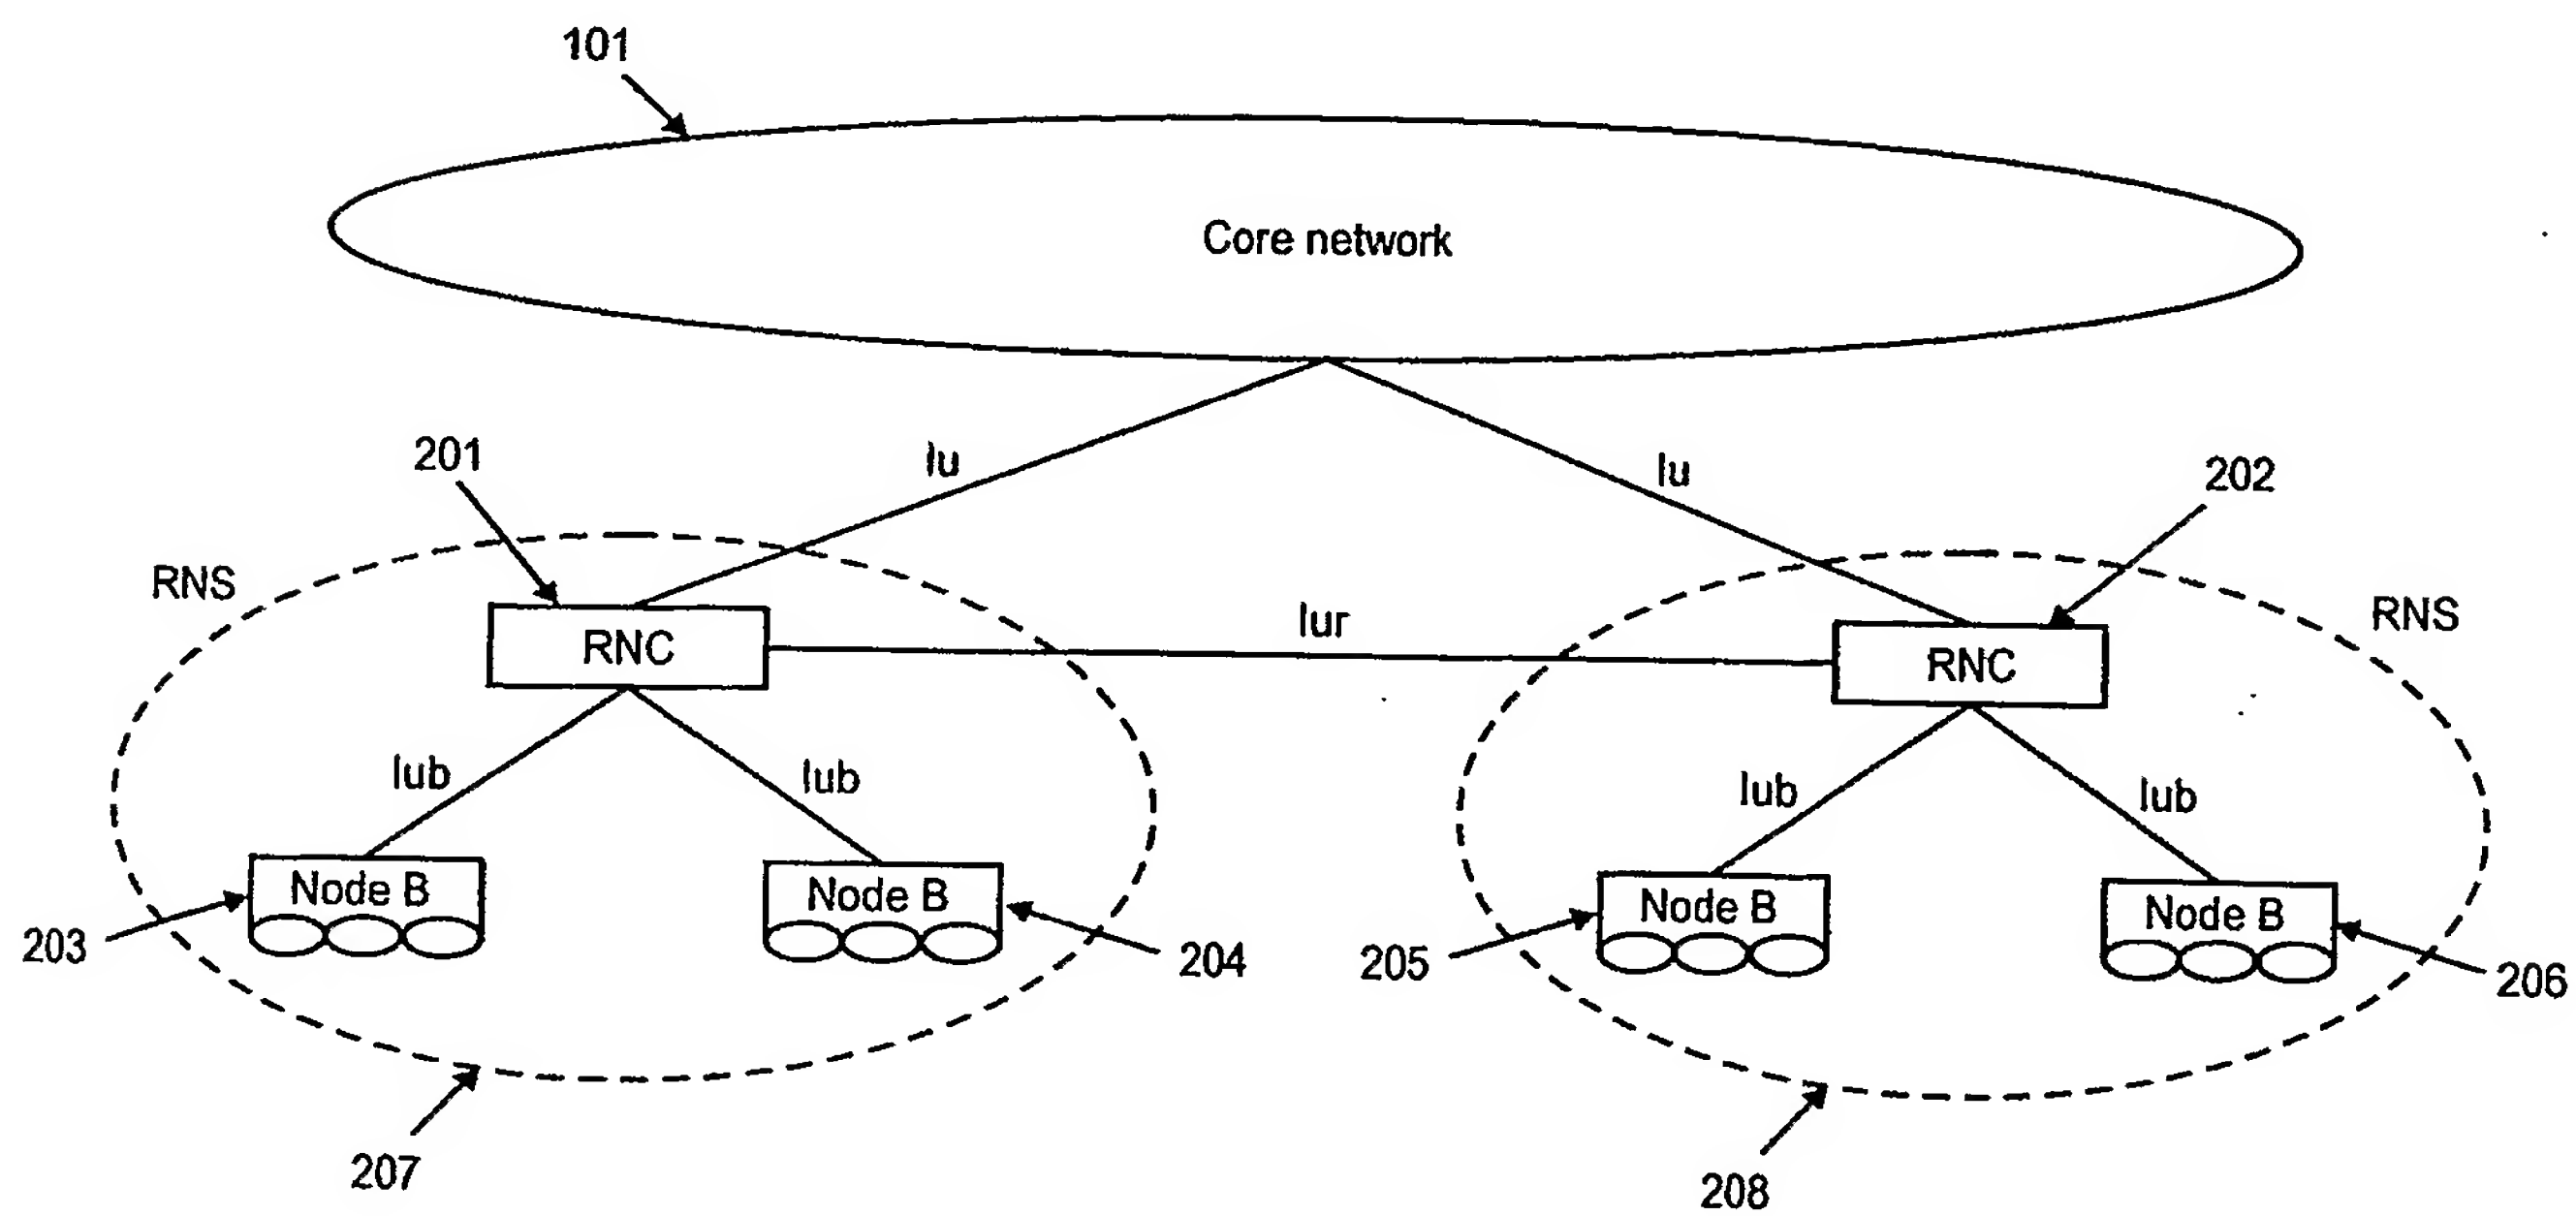 101
Core network
201
Iu
Iu
202
RNS
RNC
Iur
RNC
RNS
Iub
Iub
Iub
Iub
Node B
Node B
Node B
Node B
203
204
205
206
207
208